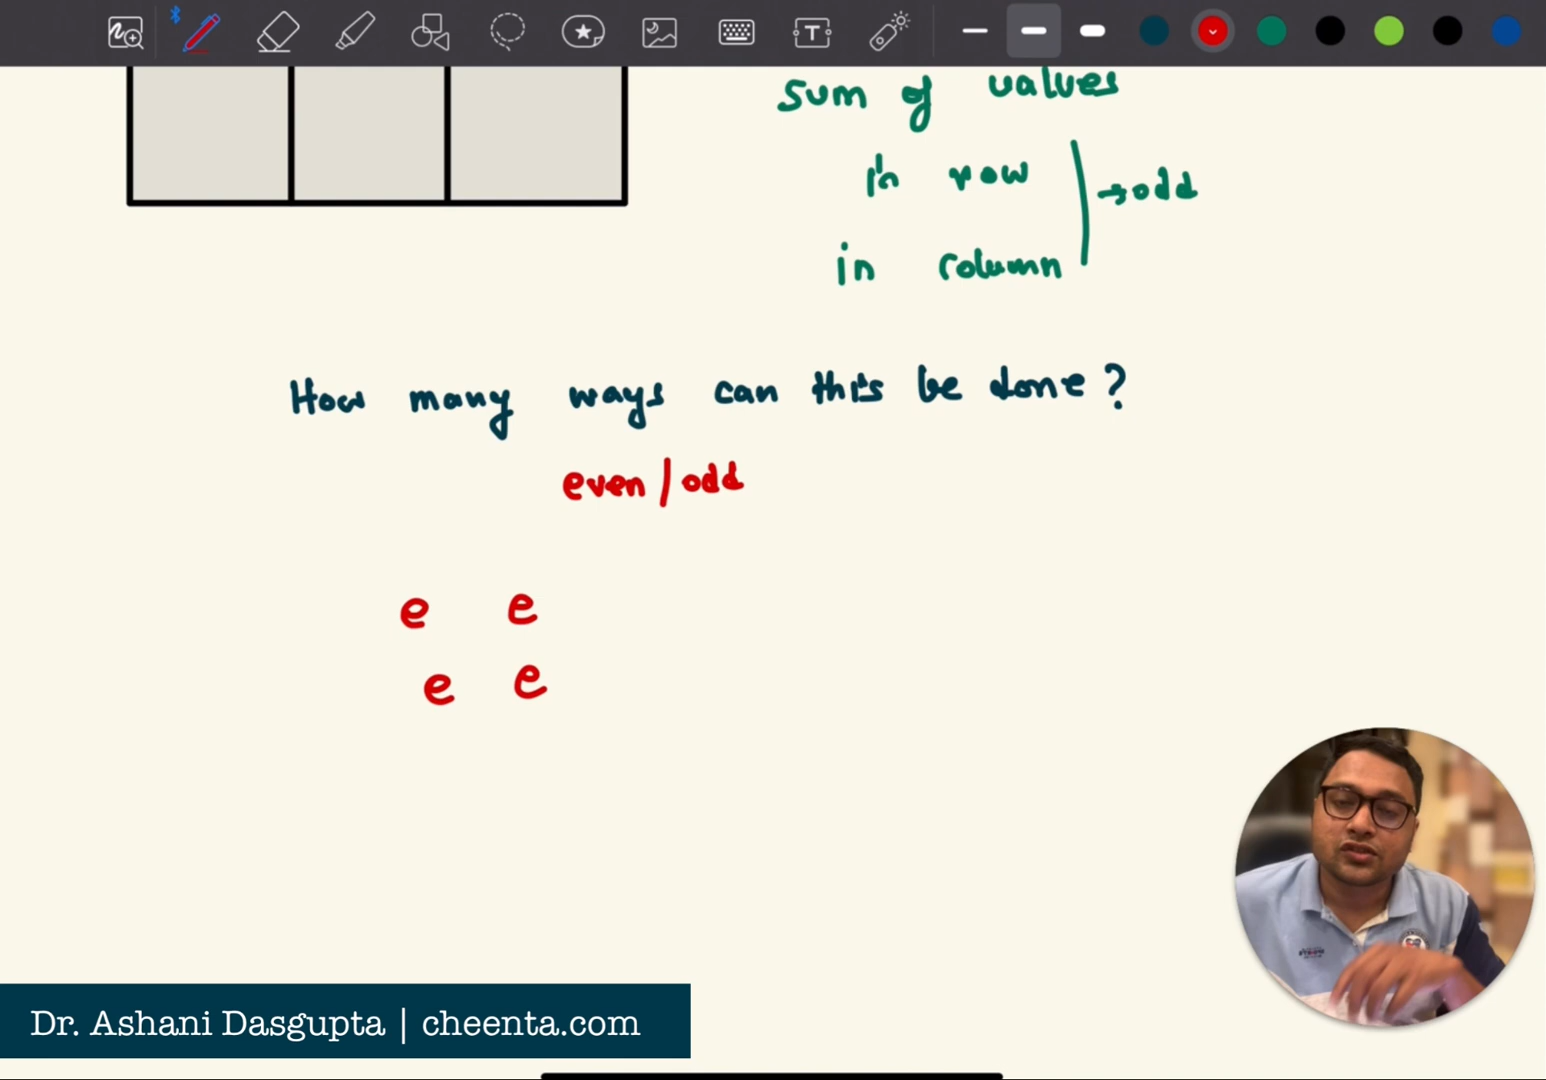 sum of values
in row
→ odd
in column
How many ways can this be done?
even/odd
e e
e e
Dr. Ashani Dasgupta | cheenta.com